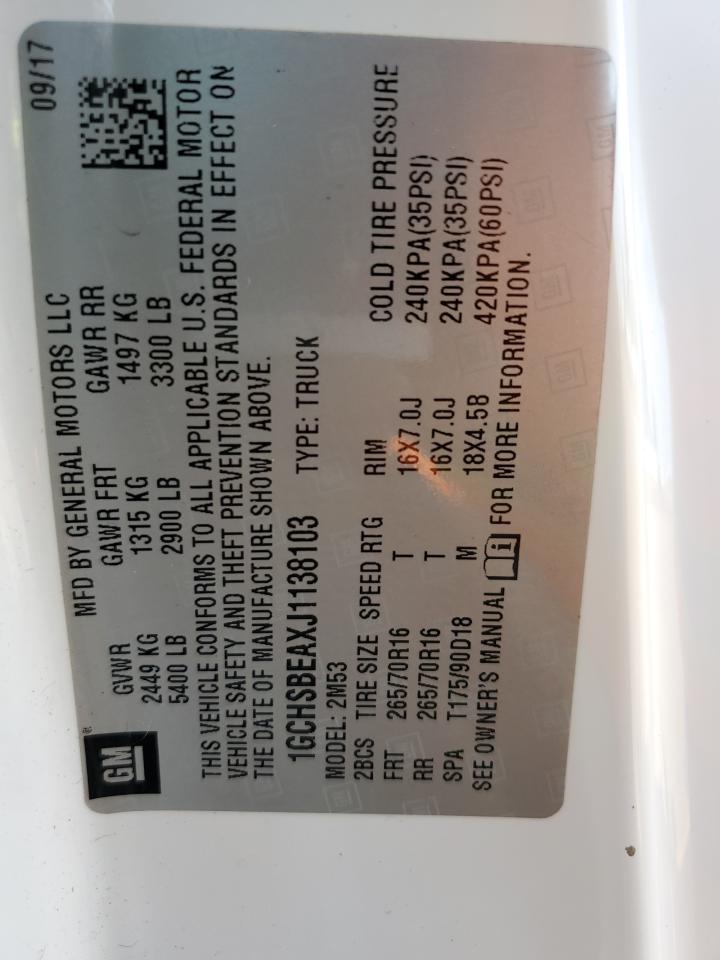 MFD BY GENERAL MOTORS LLC 09/17
GM®
GVWR GAWR FRT GAWR RR
2449 KG 1315 KG 1497 KG
5400 LB 2900 LB 3300 LB
THIS VEHICLE CONFORMS TO ALL APPLICABLE U.S. FEDERAL MOTOR
VEHICLE SAFETY AND THEFT PREVENTION STANDARDS IN EFFECT ON
THE DATE OF MANUFACTURE SHOWN ABOVE.
1GCHSBEAXJ1138103 TYPE: TRUCK
MODEL: 2M53
2BCS TIRE SIZE SPEED RTG RIM COLD TIRE PRESSURE
FRT 265/70R16 T 16X7.0J 240KPA(35PSI)
RR 265/70R16 T 16X7.0J 240KPA(35PSI)
SPA T175/90D18 M 18X4.5B 420KPA(60PSI)
SEE OWNER'S MANUAL i FOR MORE INFORMATION.